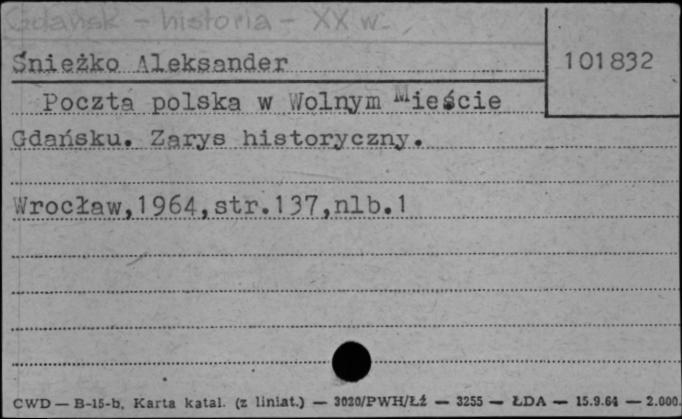 Gdańsk - historia - XX w.
Śnieżko Aleksander
101832
Poczta polska w Wolnym Mieście
Gdańsku. Zarys historyczny.
Wrocław,1964,str.137,nlb.1
CWD — B-15-b, Karta katal. (z liniat.) — 3020/PWH/Łź — 3255 — ŁDA — 15.9.64 — 2.000.